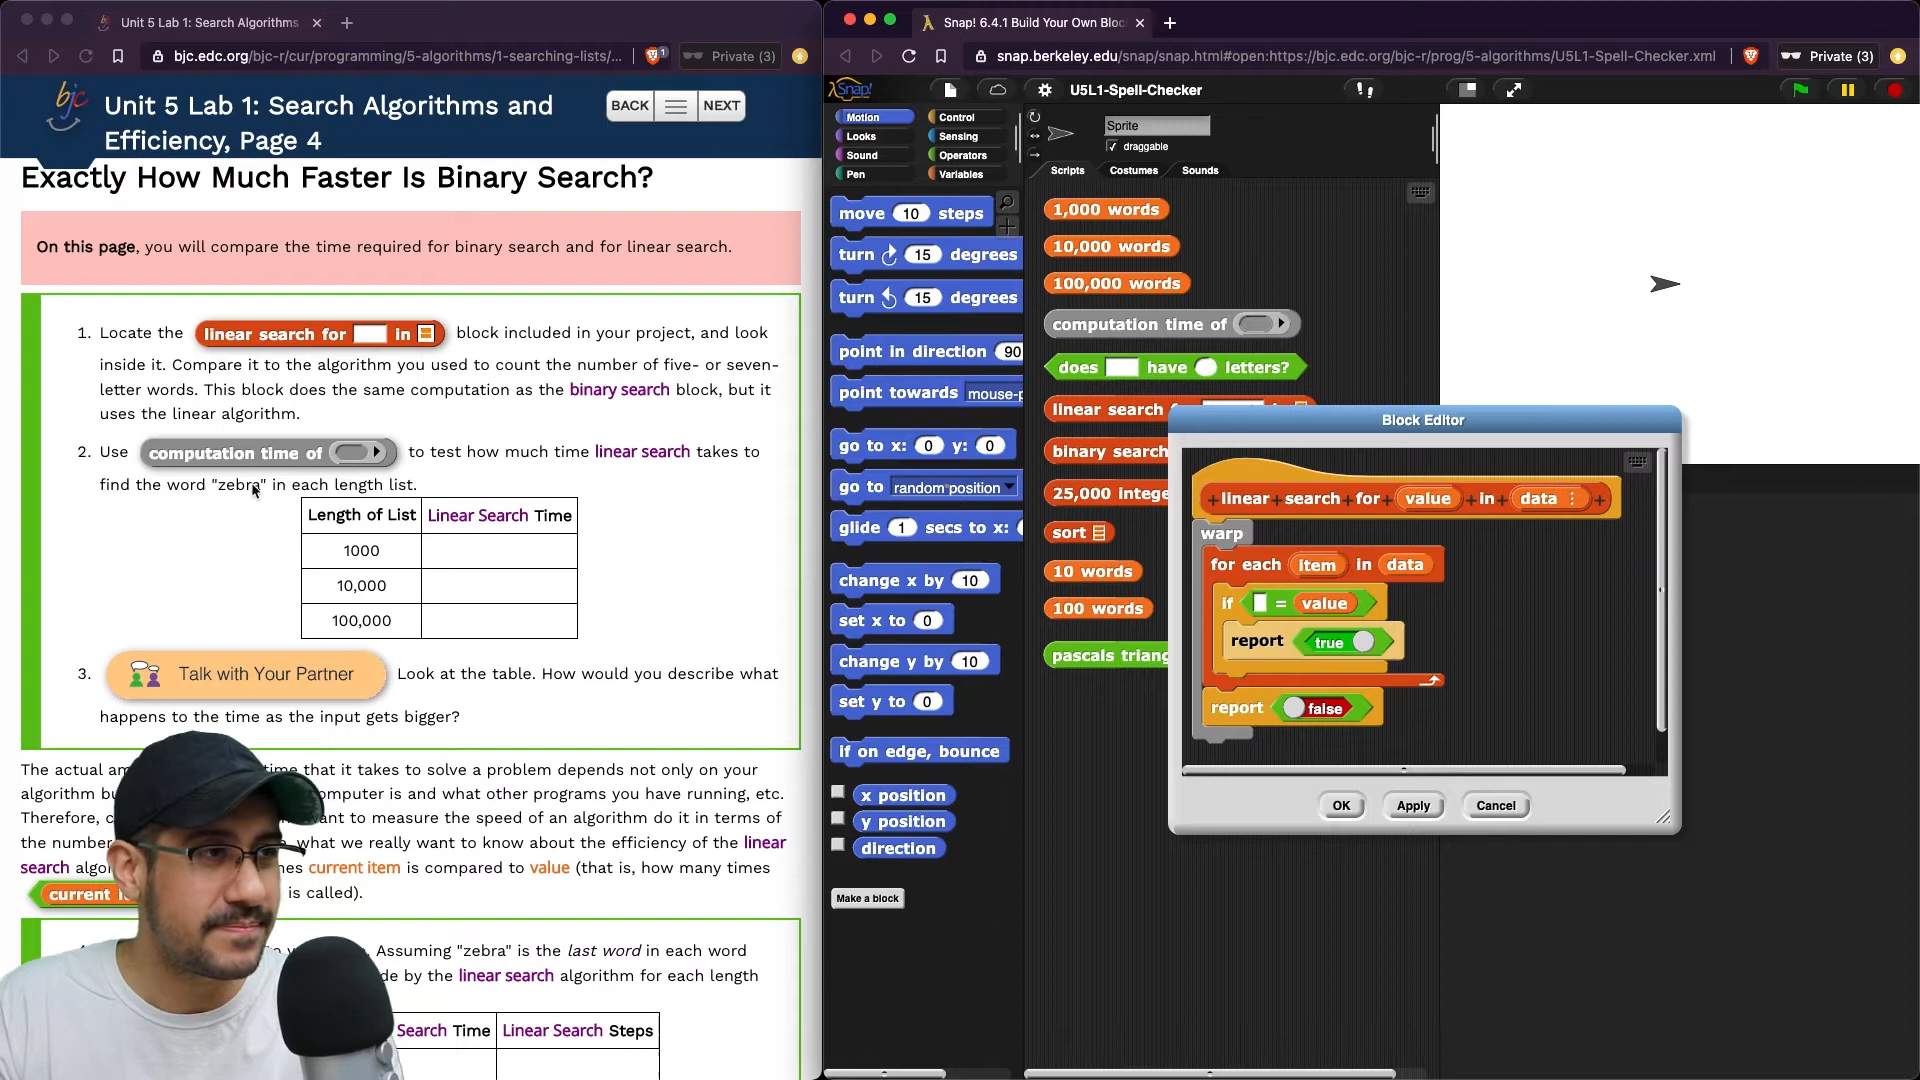 Unit 5 Lab 1: Search Algorithms
bjc.edc.org/bjc-r/cur/programming/5-algorithms/1-searching-lists/...
1
Private (3)
bjc
Unit 5 Lab 1: Search Algorithms and
Efficiency, Page 4
BACK
NEXT
Exactly How Much Faster Is Binary Search?
On this page, you will compare the time required for binary search and for linear search.
1. Locate the linear search for in block included in your project, and look
inside it. Compare it to the algorithm you used to count the number of five- or seven-
letter words. This block does the same computation as the binary search block, but it
uses the linear algorithm.
2. Use computation time of to test how much time linear search takes to
find the word "zebra" in each length list.
Length of List Linear Search Time
1000
10,000
100,000
3. Talk with Your Partner Look at the table. How would you describe what
happens to the time as the input gets bigger?
The actual time that it takes to solve a problem depends not only on your
algorithm computer is and what other programs you have running, etc.
Therefore, want to measure the speed of an algorithm do it in terms of
the number what we really want to know about the efficiency of the linear
search current item is compared to value (that is, how many times
current is called).
Assuming "zebra" is the last word in each word
by the linear search algorithm for each length
Search Time Linear Search Steps
Snap! 6.4.1 Build Your Own Bloc
snap.berkeley.edu/snap/snap.html#open:https://bjc.edc.org/bjc-r/prog/5-algorithms/U5L1-Spell-Checker.xml
Private (3)
Snap!
U5L1-Spell-Checker
Motion Control
Looks Sensing
Sound Operators
Pen Variables
move 10 steps
turn 15 degrees
turn 15 degrees
point in direction 90
point towards mouse-p
go to x: 0 y: 0
go to random position
glide 1 secs to x:
change x by 10
set x to 0
change y by 10
set y to 0
if on edge, bounce
x position
y position
direction
Make a block
Sprite
draggable
Scripts Costumes Sounds
1,000 words
10,000 words
100,000 words
computation time of
does have letters?
linear search
binary search
25,000 intege
sort
10 words
100 words
pascals triang
Block Editor
+ linear + search + for + value + in + data +
warp
for each item in data
if = value
report true
report false
OK Apply Cancel